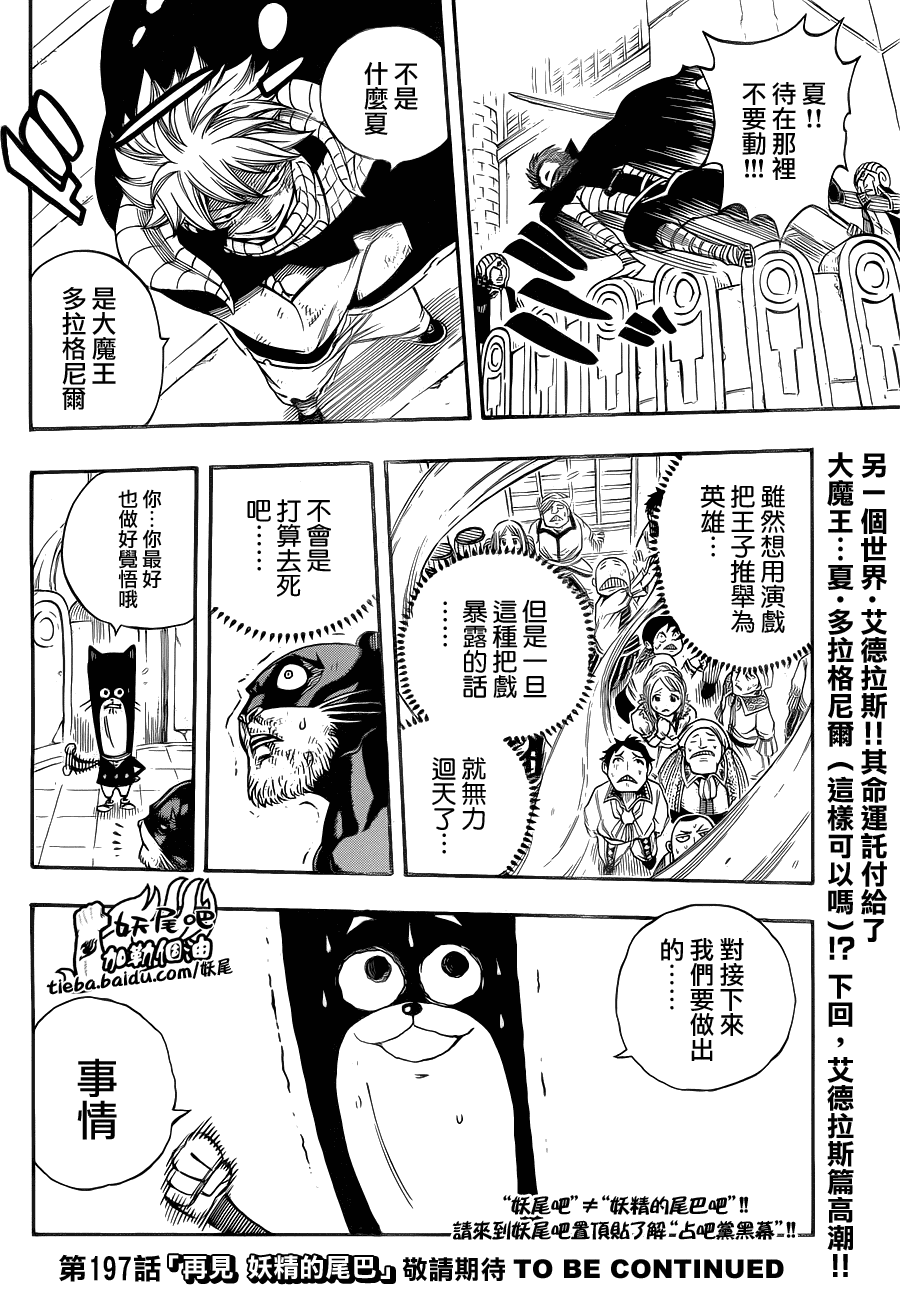 夏!!
待在那裡
不要動!!!
不是
什麼夏
是大魔王
多拉格尼爾
雖然想用演戲
把王子推舉為
英雄…
但是一旦
這種把戲
暴露的話
……
就無力
迴天了…
不會是
打算去死
吧……
你…你最好
也做好覺悟哦
對接下來
我們要做出
的……
事情
另一個世界·艾德拉斯!!其命運託付給了
大魔王…夏·多拉格尼爾(這樣可以嗎)!? 下回,艾德拉斯篇高潮!!
妖尾吧
加勒個油
tieba.baidu.com/妖尾
“妖尾吧”≠“妖精的尾巴吧”!!
請來到妖尾吧置頂貼了解“占吧黨黑幕”!!
第197話「再見 妖精的尾巴」敬請期待 TO BE CONTINUED